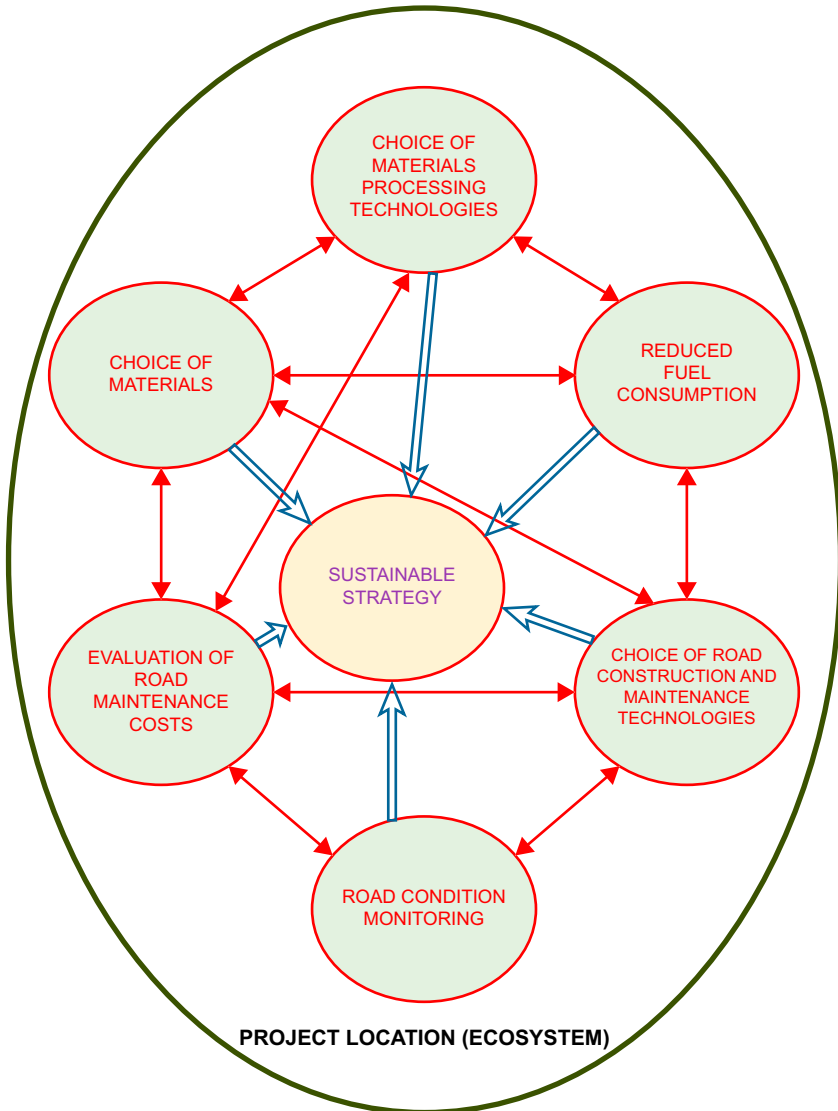 CHOICE OF
MATERIALS
PROCESSING
TECHNOLOGIES
CHOICE OF
MATERIALS
REDUCED
FUEL
CONSUMPTION
SUSTAINABLE
STRATEGY
EVALUATION OF
ROAD
MAINTENANCE
COSTS
CHOICE OF ROAD
CONSTRUCTION AND
MAINTENANCE
TECHNOLOGIES
ROAD CONDITION
MONITORING
PROJECT LOCATION (ECOSYSTEM)